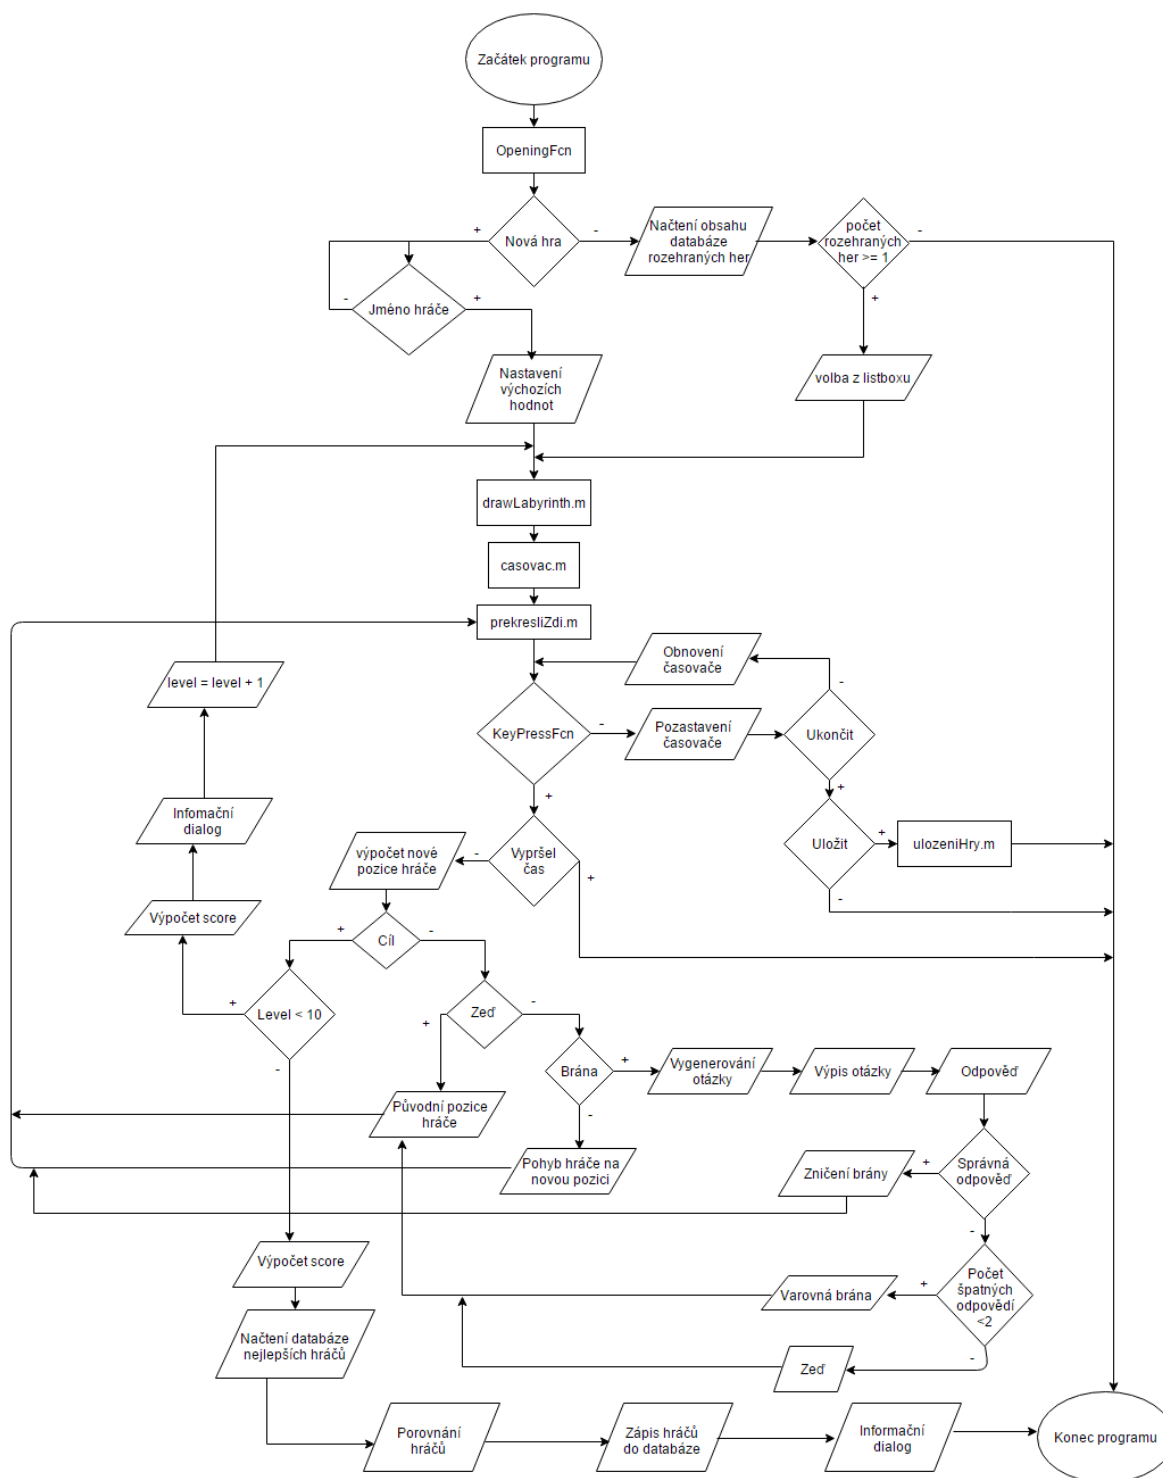 Začátek programu
OpeningFcn
+
-
Nová hra
Načtení obsahu
databáze
rozehraných her
počet
rozehraných
her >= 1
-
-
Jméno hráče
+
+
Nastavení
výchozích
hodnot
volba z listboxu
drawLabyrinth.m
casovac.m
prekresliZdi.m
Obnovení
časovače
level = level + 1
-
KeyPressFcn
-
Pozastavení
časovače
Ukončit
+
+
Infomační
dialog
výpočet nové
pozice hráče
-
Vypršel
čas
+
Uložit
+
ulozeniHry.m
-
Výpočet score
+
Cíl
-
+
Level < 10
-
+
Zeď
-
Brána
+
-
Vygenerování
otázky
Výpis otázky
Odpověď
Původní pozice
hráče
Pohyb hráče na
novou pozici
Zničení brány
+
Správná
odpověď
-
Výpočet score
Varovná brána
+
Počet
špatných
odpovědí
<2
-
Načtení databáze
nejlepších hráčů
Zeď
Porovnání
hráčů
Zápis hráčů
do databáze
Informační
dialog
Konec programu